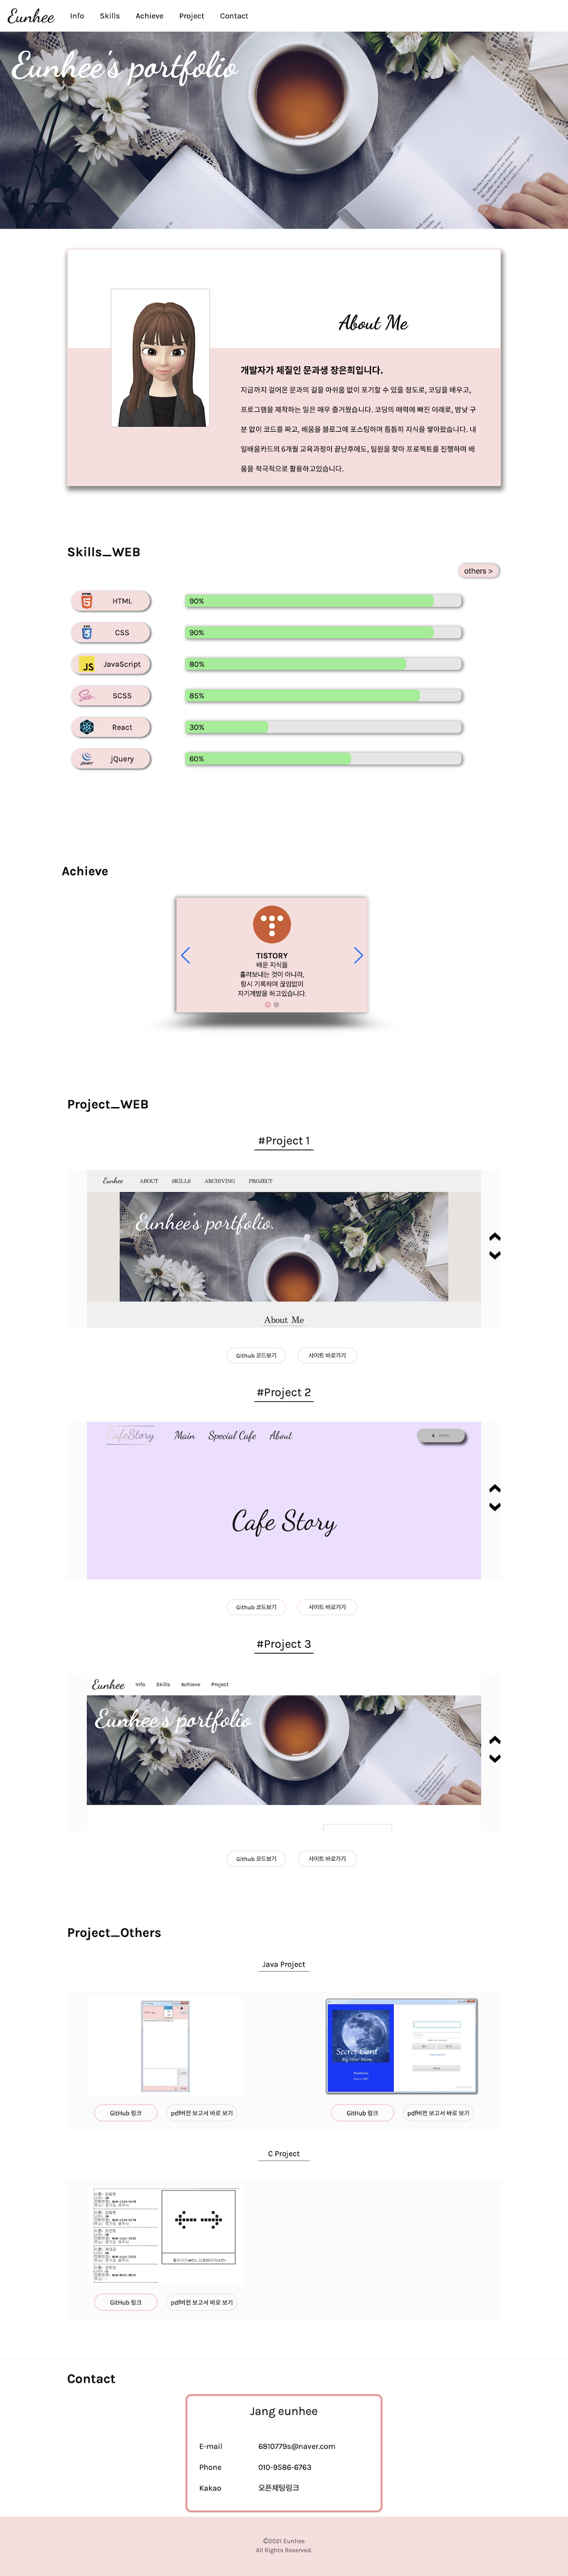 Eunhee Info Skills Achieve Project Contact
Eunhee's portfolio
About Me
개발자가 체질인 문과생 장은희입니다.
지금까지 걸어온 문과의 길을 아쉬움 없이 포기할 수 있을 정도로, 코딩을 배우고,
프로그램을 제작하는 일은 매우 즐거웠습니다. 코딩의 매력에 빠진 이래로, 밤낮 구
분 없이 코드를 짜고, 배움을 블로그에 포스팅하며 틈틈히 지식을 쌓아왔습니다. 내
일배움카드의 6개월 교육과정이 끝난후에도, 팀원을 찾아 프로젝트를 진행하며 배
움을 적극적으로 활용하고있습니다.
Skills_WEB
others >
HTML 90%
CSS 90%
JavaScript 80%
SCSS 85%
React 30%
jQuery 60%
Achieve
TISTORY
배운 지식을
흘려보내는 것이 아니라,
항시 기록하며 끊임없이
자기계발을 하고있습니다.
Project_WEB
#Project 1
Eunhee ABOUT SKILLS ARCHIVING PROJECT
Eunhee's portfolio.
About Me
Github 코드보기 사이트 바로가기
#Project 2
CafeStory Main Special Cafe About
Cafe Story
Github 코드보기 사이트 바로가기
#Project 3
Eunhee Info Skills Achieve Project
Eunhee's portfolio
Github 코드보기 사이트 바로가기
Project_Others
Java Project
Secret Card
By Silver Moon
GitHub 링크 pdf버전 보고서 바로 보기 GitHub 링크 pdf버전 보고서 바로 보기
C Project
GitHub 링크 pdf버전 보고서 바로 보기
Contact
Jang eunhee
E-mail 6810779s@naver.com
Phone 010-9586-6763
Kakao 오픈채팅링크
©2021 Eunhee
All Rights Reserved.